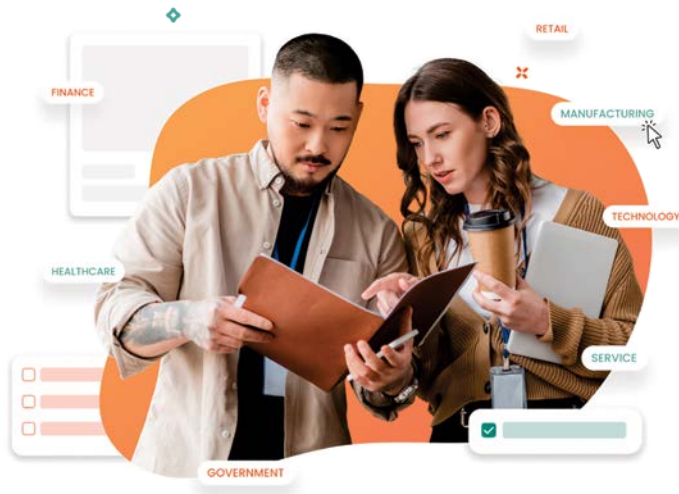 RETAIL
FINANCE
MANUFACTURING
TECHNOLOGY
HEALTHCARE
SERVICE
GOVERNMENT